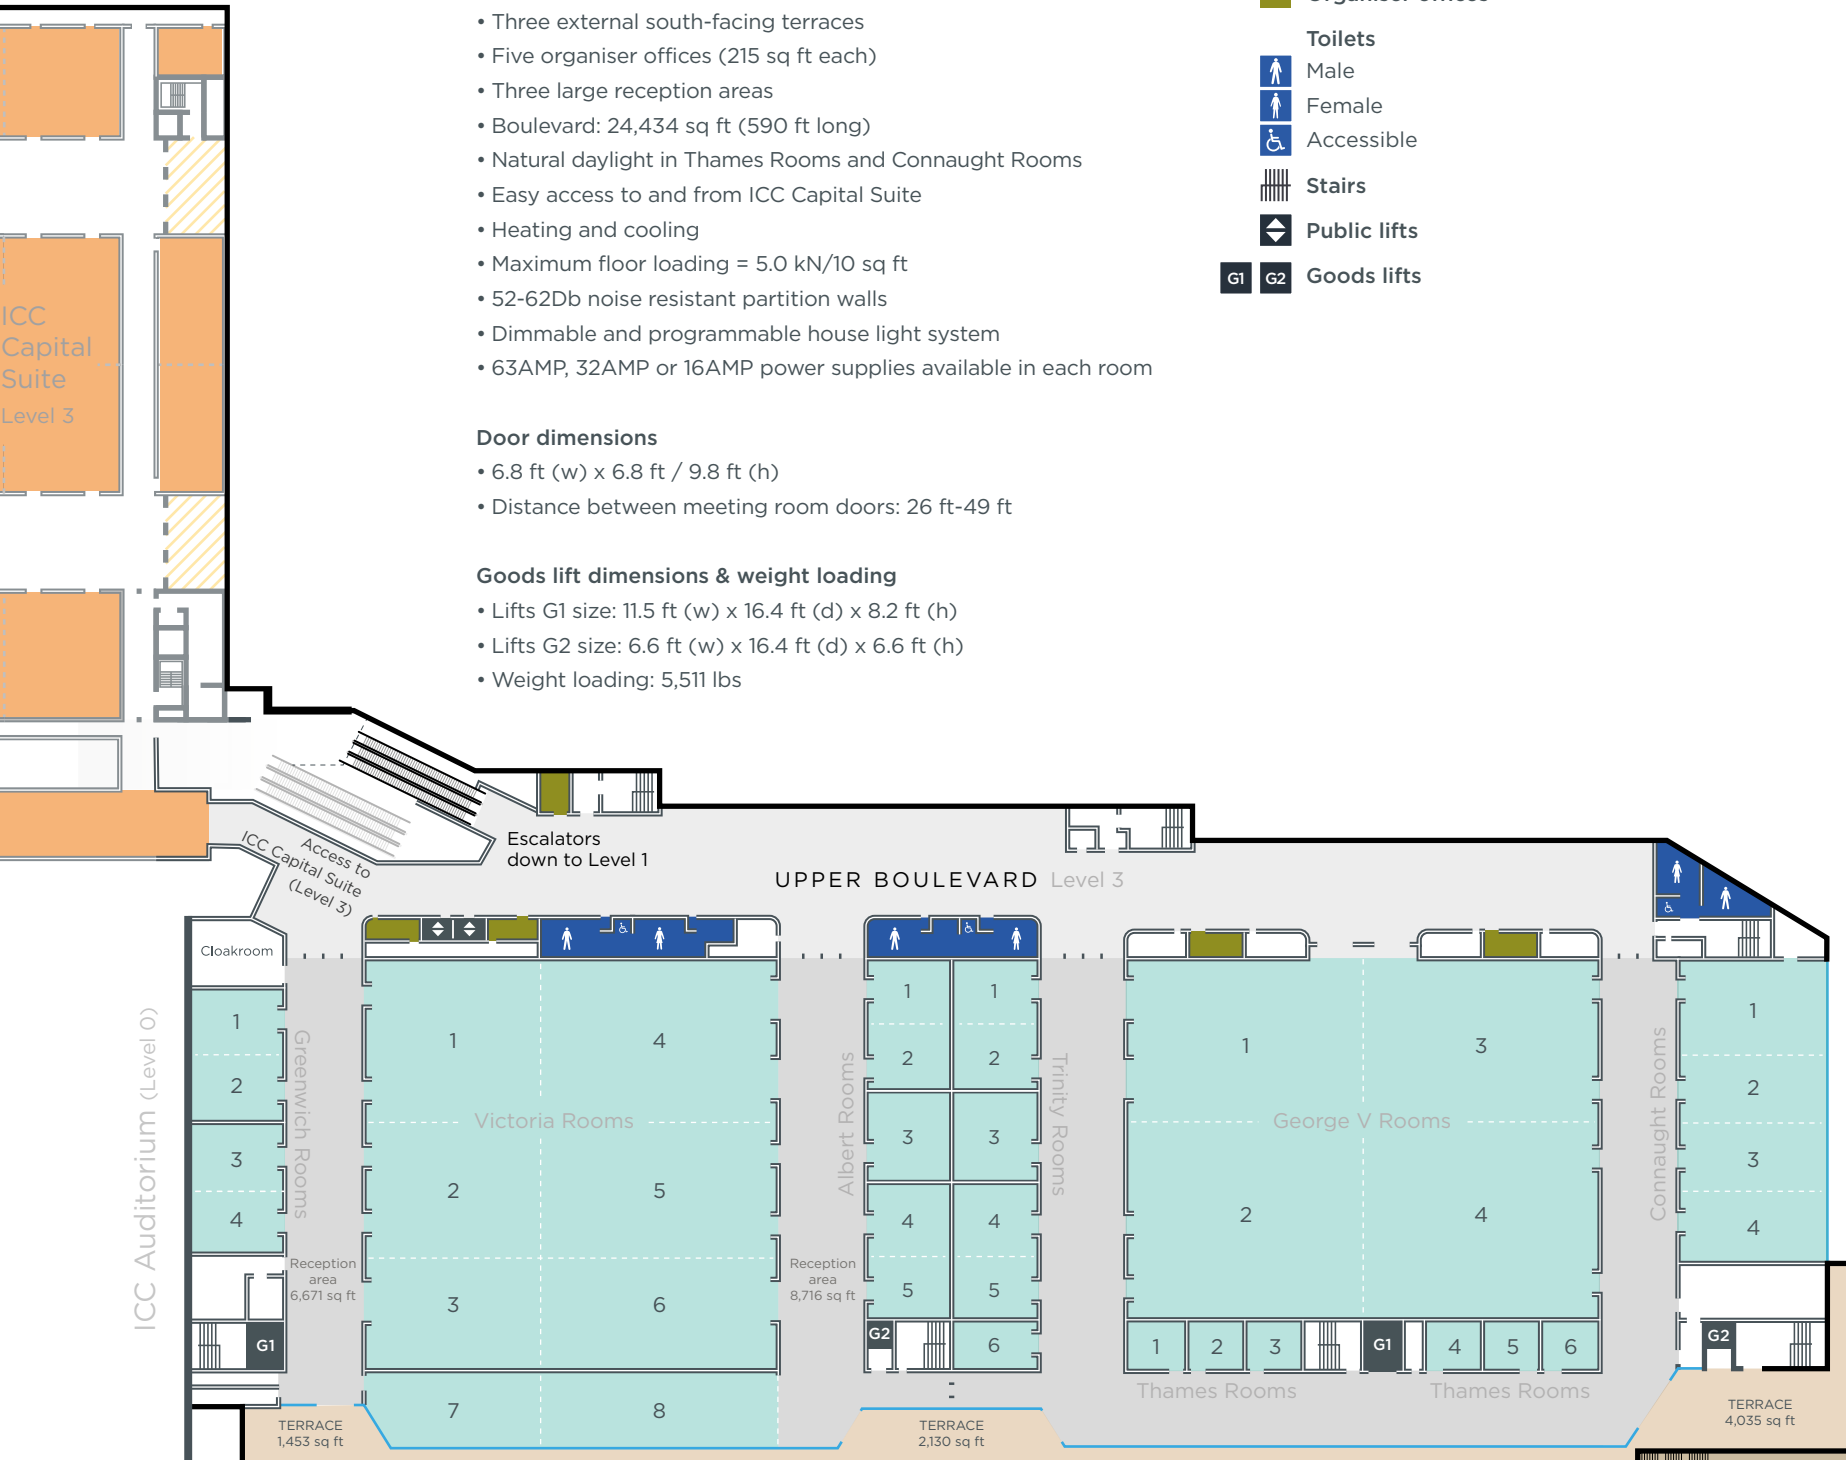 • Three external south-facing terraces
• Five organiser offices (215 sq ft each)
• Three large reception areas
• Boulevard: 24,434 sq ft (590 ft long)
• Natural daylight in Thames Rooms and Connaught Rooms
• Easy access to and from ICC Capital Suite
• Heating and cooling
• Maximum floor loading = 5.0 kN/10 sq ft
• 52-62Db noise resistant partition walls
• Dimmable and programmable house light system
• 63AMP, 32AMP or 16AMP power supplies available in each room
Door dimensions
• 6.8 ft (w) x 6.8 ft / 9.8 ft (h)
• Distance between meeting room doors: 26 ft-49 ft
Goods lift dimensions & weight loading
• Lifts G1 size: 11.5 ft (w) x 16.4 ft (d) x 8.2 ft (h)
• Lifts G2 size: 6.6 ft (w) x 16.4 ft (d) x 6.6 ft (h)
• Weight loading: 5,511 lbs
Organiser offices
Toilets
Male
Female
Accessible
Stairs
Public lifts
G1 G2 Goods lifts
ICC
Capital
Suite
Level 3
Escalators
down to Level 1
Access to
ICC Capital Suite
(Level 3)
UPPER BOULEVARD Level 3
Cloakroom
ICC Auditorium (Level 0)
1
2
3
4
Greenwich Rooms
G1
Reception
area
6,671 sq ft
TERRACE
1,453 sq ft
Victoria Rooms
1
4
2
5
3
6
7
8
Reception
area
8,716 sq ft
Albert Rooms
1
2
3
4
5
G2
Trinity Rooms
1
2
3
4
5
6
TERRACE
2,130 sq ft
George V Rooms
1
3
2
4
1
2
3
G1
4
5
6
Thames Rooms
Thames Rooms
Connaught Rooms
1
2
3
4
G2
TERRACE
4,035 sq ft